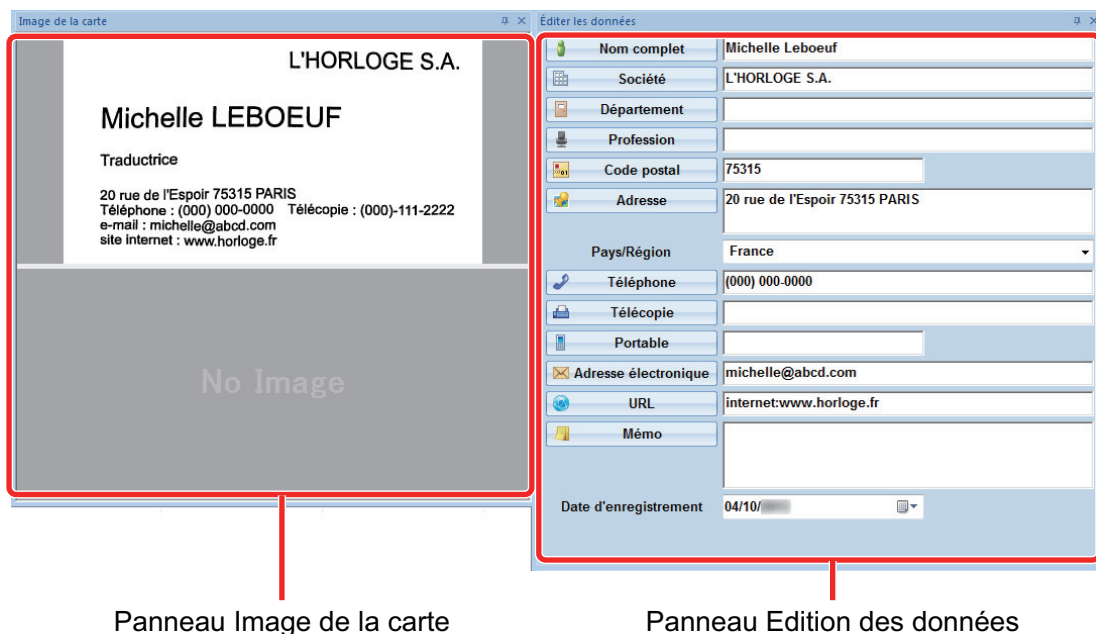 Image de la carte
L'HORLOGE S.A.
Michelle LEBOEUF
Traductrice
20 rue de l'Espoir 75315 PARIS
Téléphone : (000) 000-0000 Télécopie : (000)-111-2222
e-mail : michelle@abcd.com
site internet : www.horloge.fr
No Image
Éditer les données
Nom complet Michelle Leboeuf
Société L'HORLOGE S.A.
Département
Profession
Code postal 75315
Adresse 20 rue de l'Espoir 75315 PARIS
Pays/Région France
Téléphone (000) 000-0000
Télécopie
Portable
Adresse électronique michelle@abcd.com
URL internet:www.horloge.fr
Mémo
Date d'enregistrement 04/10/
Panneau Image de la carte
Panneau Edition des données